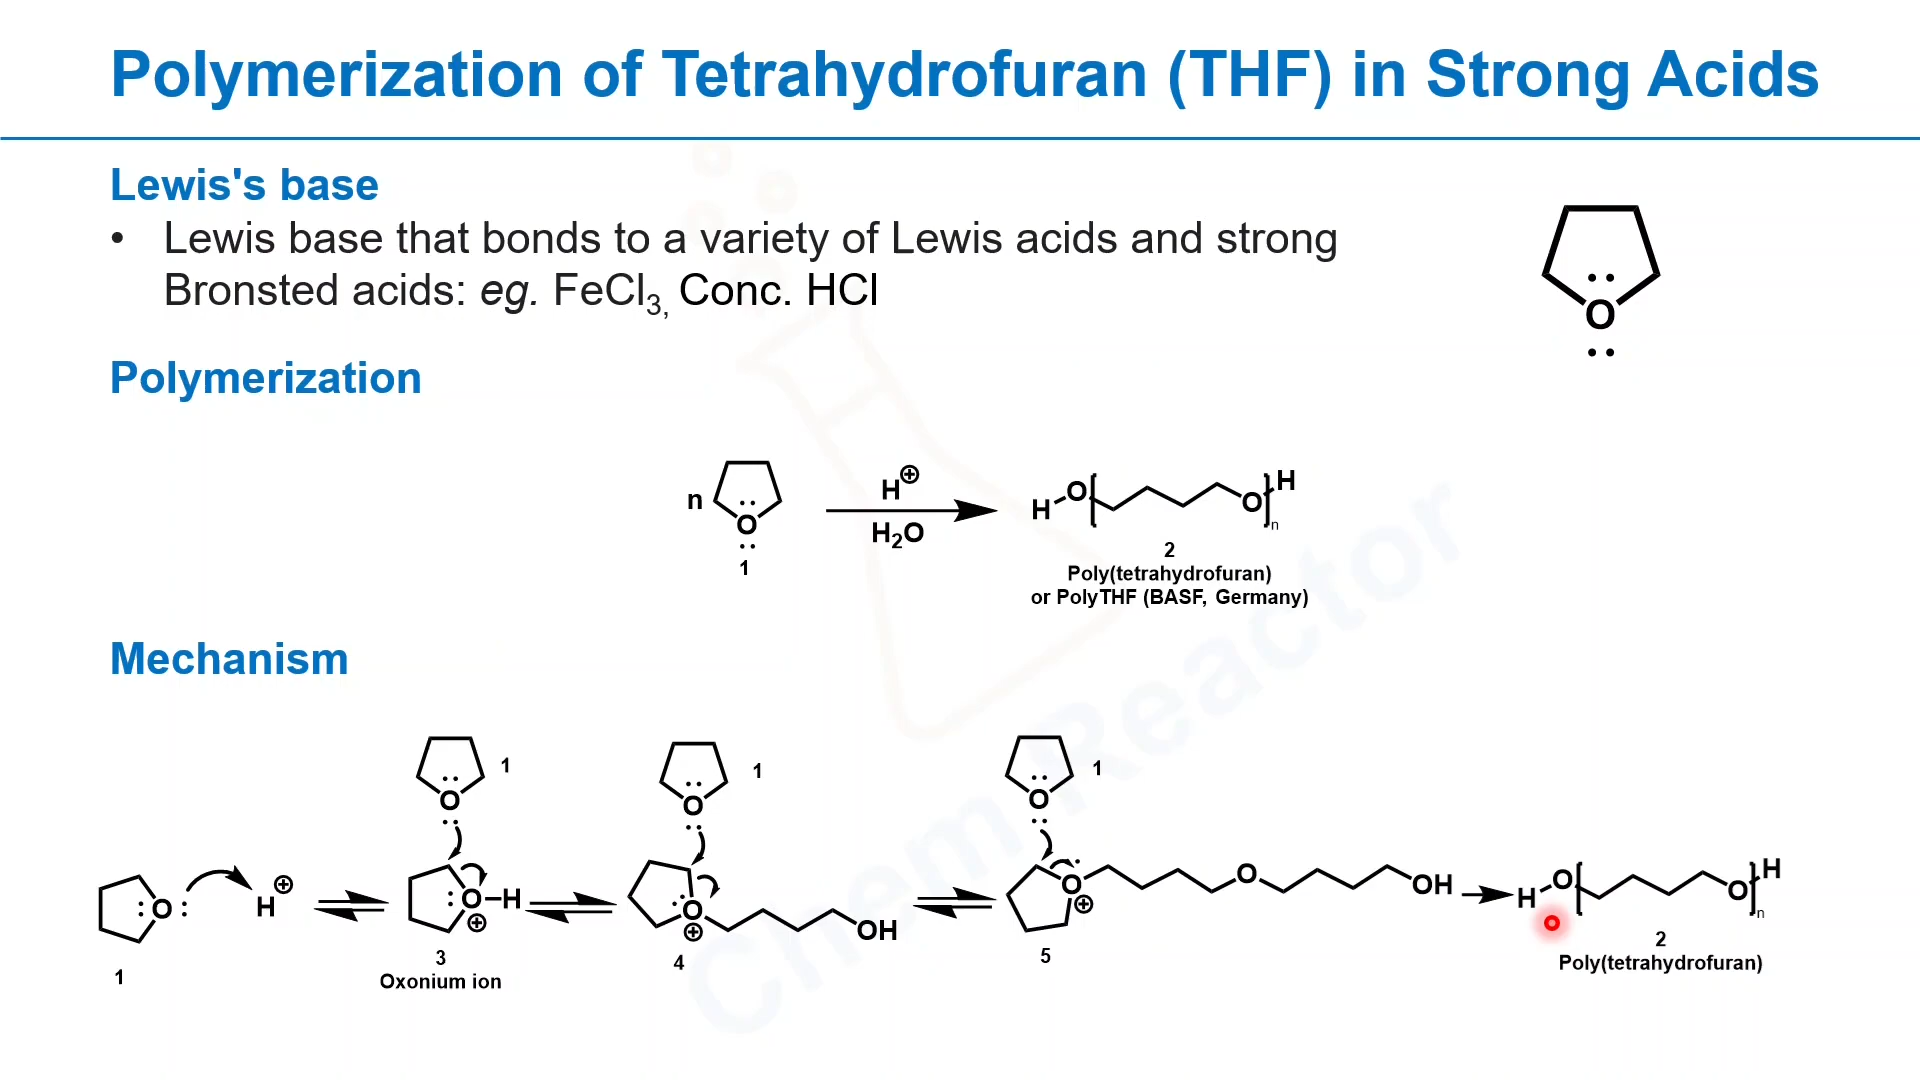 Polymerization of Tetrahydrofuran (THF) in Strong Acids
Lewis's base
• Lewis base that bonds to a variety of Lewis acids and strong
Bronsted acids: eg. FeCl3, Conc. HCl
O
Polymerization
n
O
1
H⊕
H2O
H O O H n
2
Poly(tetrahydrofuran)
or PolyTHF (BASF, Germany)
Mechanism
O 1
O 1
O 1
O H⊕
O-H ⊕
O ⊕ OH
O ⊕ O OH
H O O H n
1
3
Oxonium ion
4
5
2
Poly(tetrahydrofuran)
Chem Reactor